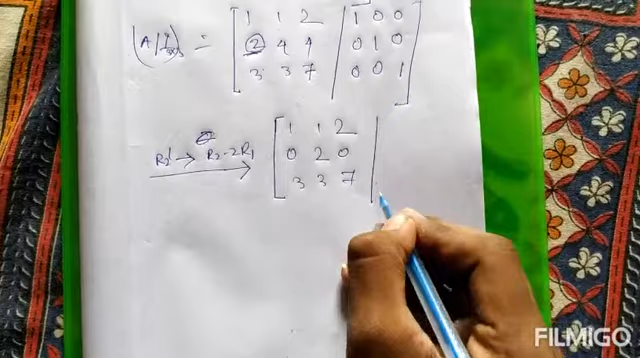 (A|I₃) = [ 1 1 2 | 1 0 0
2 4 4 | 0 1 0
3 3 7 | 0 0 1 ]
R₂' → R₂-2R₁ [ 1 1 2 |
0 2 0 |
3 3 7 |
FILMIGO